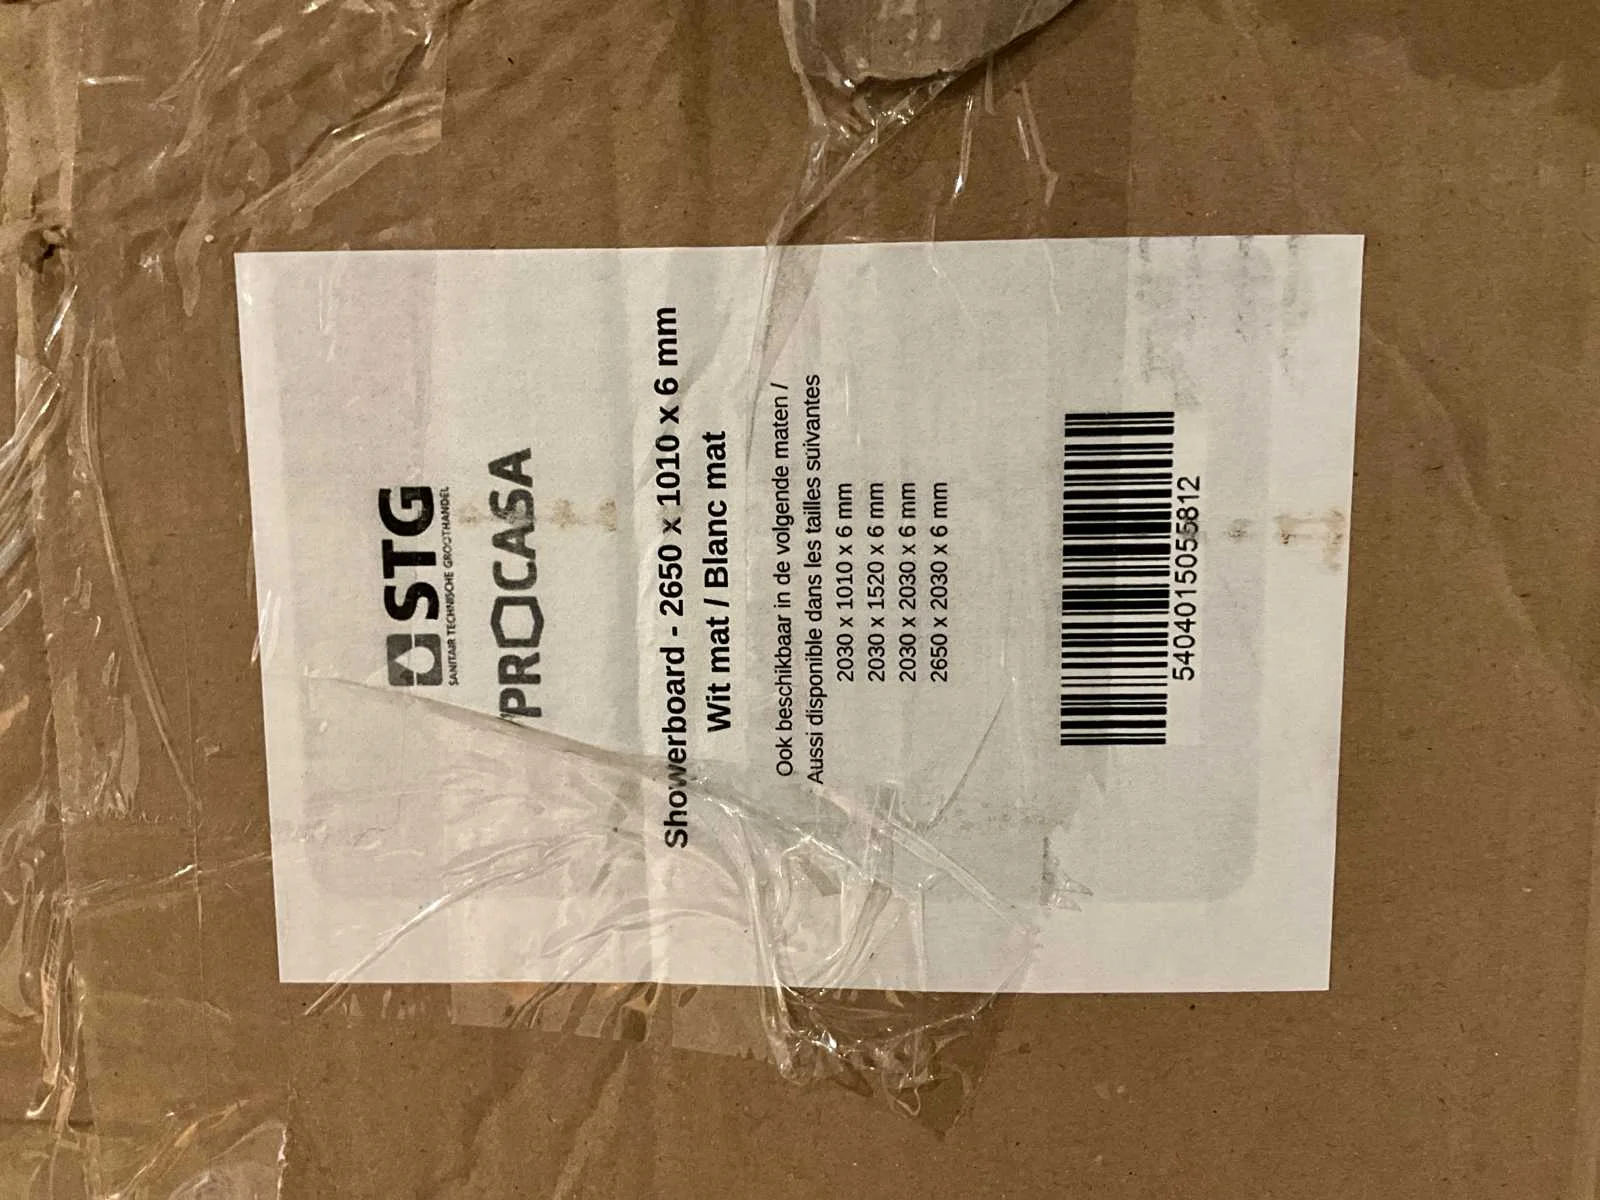 STG
SANITAIR TECHNISCHE GROOTHANDEL
PROCASA
Showerboard - 2650 x 1010 x 6 mm
Wit mat / Blanc mat
Ook beschikbaar in de volgende maten /
Aussi disponible dans les tailles suivantes
2030 x 1010 x 6 mm
2030 x 1520 x 6 mm
2030 x 2030 x 6 mm
2650 x 2030 x 6 mm
5404015055812